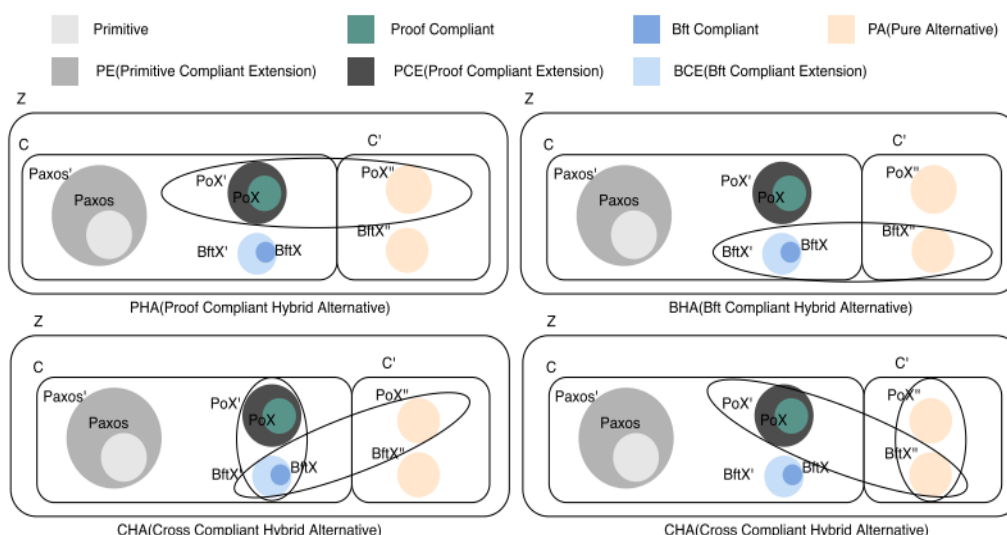 Primitive
Proof Compliant
Bft Compliant
PA(Pure Alternative)
PE(Primitive Compliant Extension)
PCE(Proof Compliant Extension)
BCE(Bft Compliant Extension)
Z
C
C'
Paxos'
Paxos
PoX'
PoX
PoX"
BftX'
BftX
BftX"
PHA(Proof Compliant Hybrid Alternative)
Z
C
C'
Paxos'
Paxos
PoX'
PoX
PoX"
BftX'
BftX
BftX"
BHA(Bft Compliant Hybrid Alternative)
Z
C
C'
Paxos'
Paxos
PoX'
PoX
PoX"
BftX'
BftX
BftX"
CHA(Cross Compliant Hybrid Alternative)
Z
C
C'
Paxos'
Paxos
PoX'
PoX
PoX"
BftX'
BftX
BftX"
CHA(Cross Compliant Hybrid Alternative)